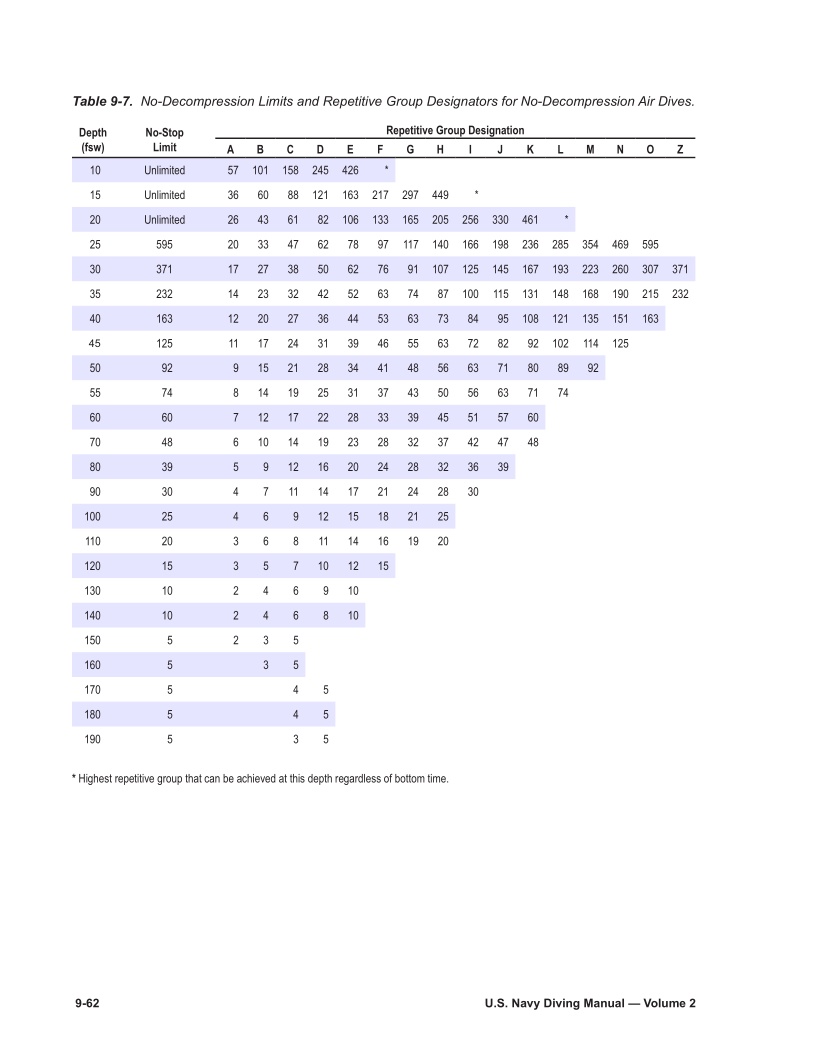 Table 9-7. No-Decompression Limits and Repetitive Group Designators for No-Decompression Air Dives.
Depth No-Stop Repetitive Group Designation
(fsw) Limit A B C D E F G H I J K L M N O Z
10 Unlimited 57 101 158 245 426 *
15 Unlimited 36 60 88 121 163 217 297 449 *
20 Unlimited 26 43 61 82 106 133 165 205 256 330 461 *
25 595 20 33 47 62 78 97 117 140 166 198 236 285 354 469 595
30 371 17 27 38 50 62 76 91 107 125 145 167 193 223 260 307 371
35 232 14 23 32 42 52 63 74 87 100 115 131 148 168 190 215 232
40 163 12 20 27 36 44 53 63 73 84 95 108 121 135 151 163
45 125 11 17 24 31 39 46 55 63 72 82 92 102 114 125
50 92 9 15 21 28 34 41 48 56 63 71 80 89 92
55 74 8 14 19 25 31 37 43 50 56 63 71 74
60 60 7 12 17 22 28 33 39 45 51 57 60
70 48 6 10 14 19 23 28 32 37 42 47 48
80 39 5 9 12 16 20 24 28 32 36 39
90 30 4 7 11 14 17 21 24 28 30
100 25 4 6 9 12 15 18 21 25
110 20 3 6 8 11 14 16 19 20
120 15 3 5 7 10 12 15
130 10 2 4 6 9 10
140 10 2 4 6 8 10
150 5 2 3 5
160 5 3 5
170 5 4 5
180 5 4 5
190 5 3 5
* Highest repetitive group that can be achieved at this depth regardless of bottom time.
9-62 U.S. Navy Diving Manual — Volume 2